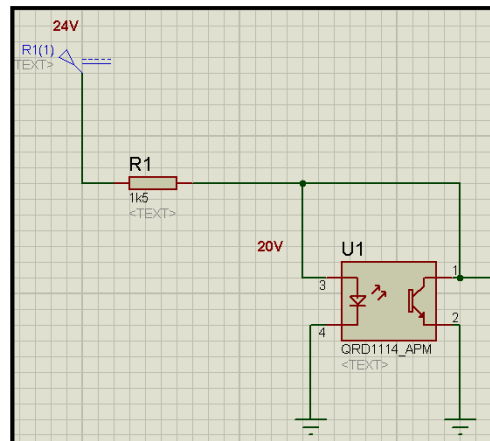 24V
R1(1)
TEXT>
R1
1k5
<TEXT>
20V
U1
3
1
4
2
QRD1114_APM
<TEXT>